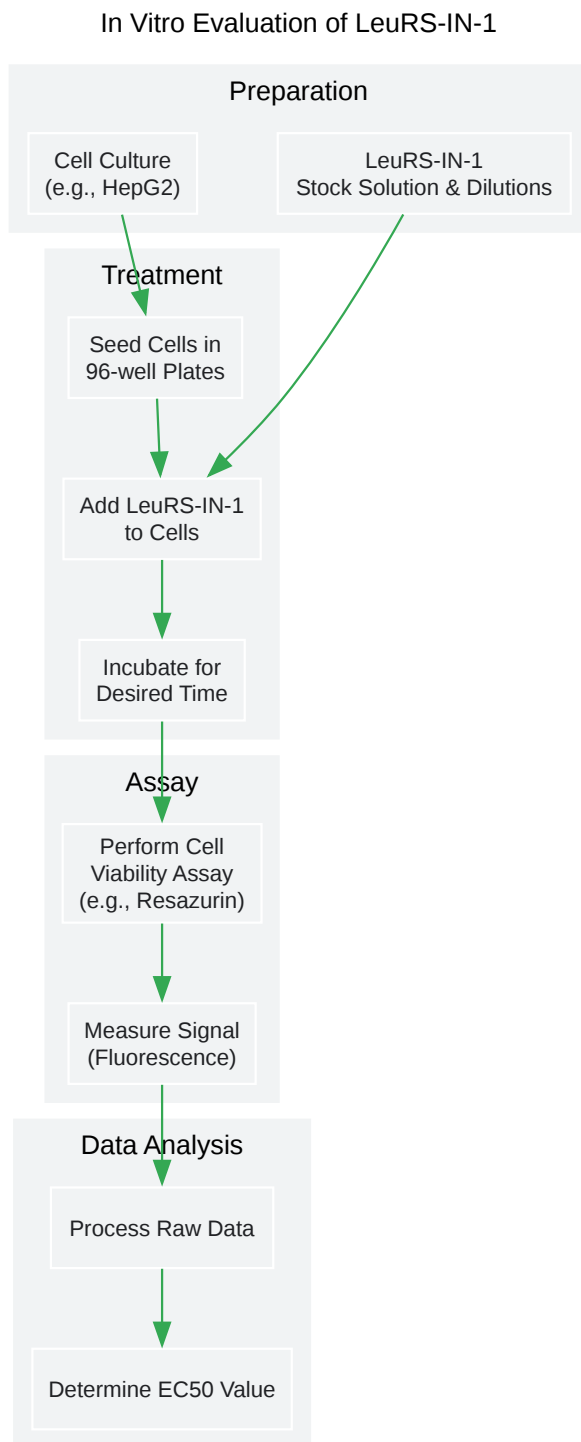 In Vitro Evaluation of LeuRS-IN-1
Preparation
Cell Culture
(e.g., HepG2)
LeuRS-IN-1
Stock Solution & Dilutions
Treatment
Seed Cells in
96-well Plates
Add LeuRS-IN-1
to Cells
Incubate for
Desired Time
Assay
Perform Cell
Viability Assay
(e.g., Resazurin)
Measure Signal
(Fluorescence)
Data Analysis
Process Raw Data
Determine EC50 Value